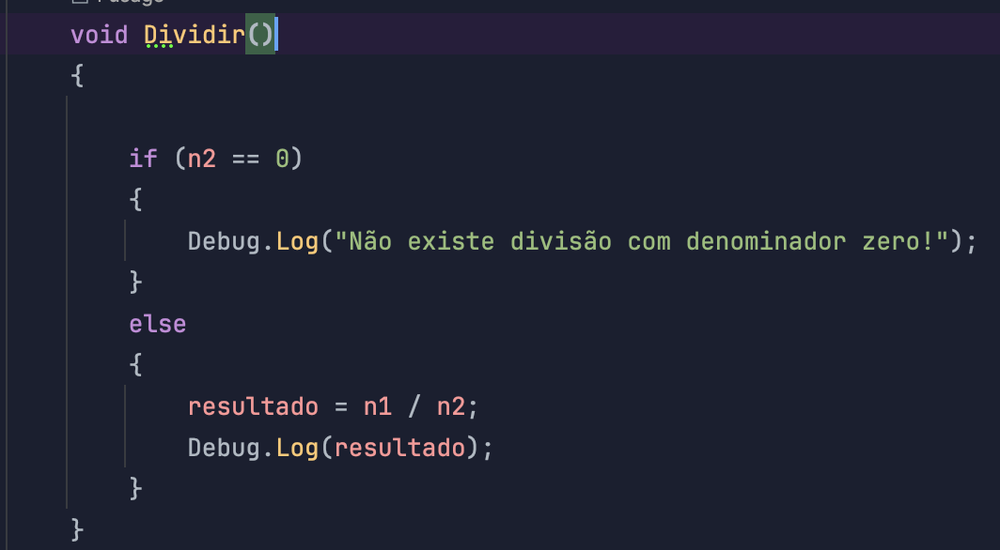 void Dividir()
{
if (n2 == 0)
{
Debug.Log("Não existe divisão com denominador zero!");
}
else
{
resultado = n1 / n2;
Debug.Log(resultado);
}
}